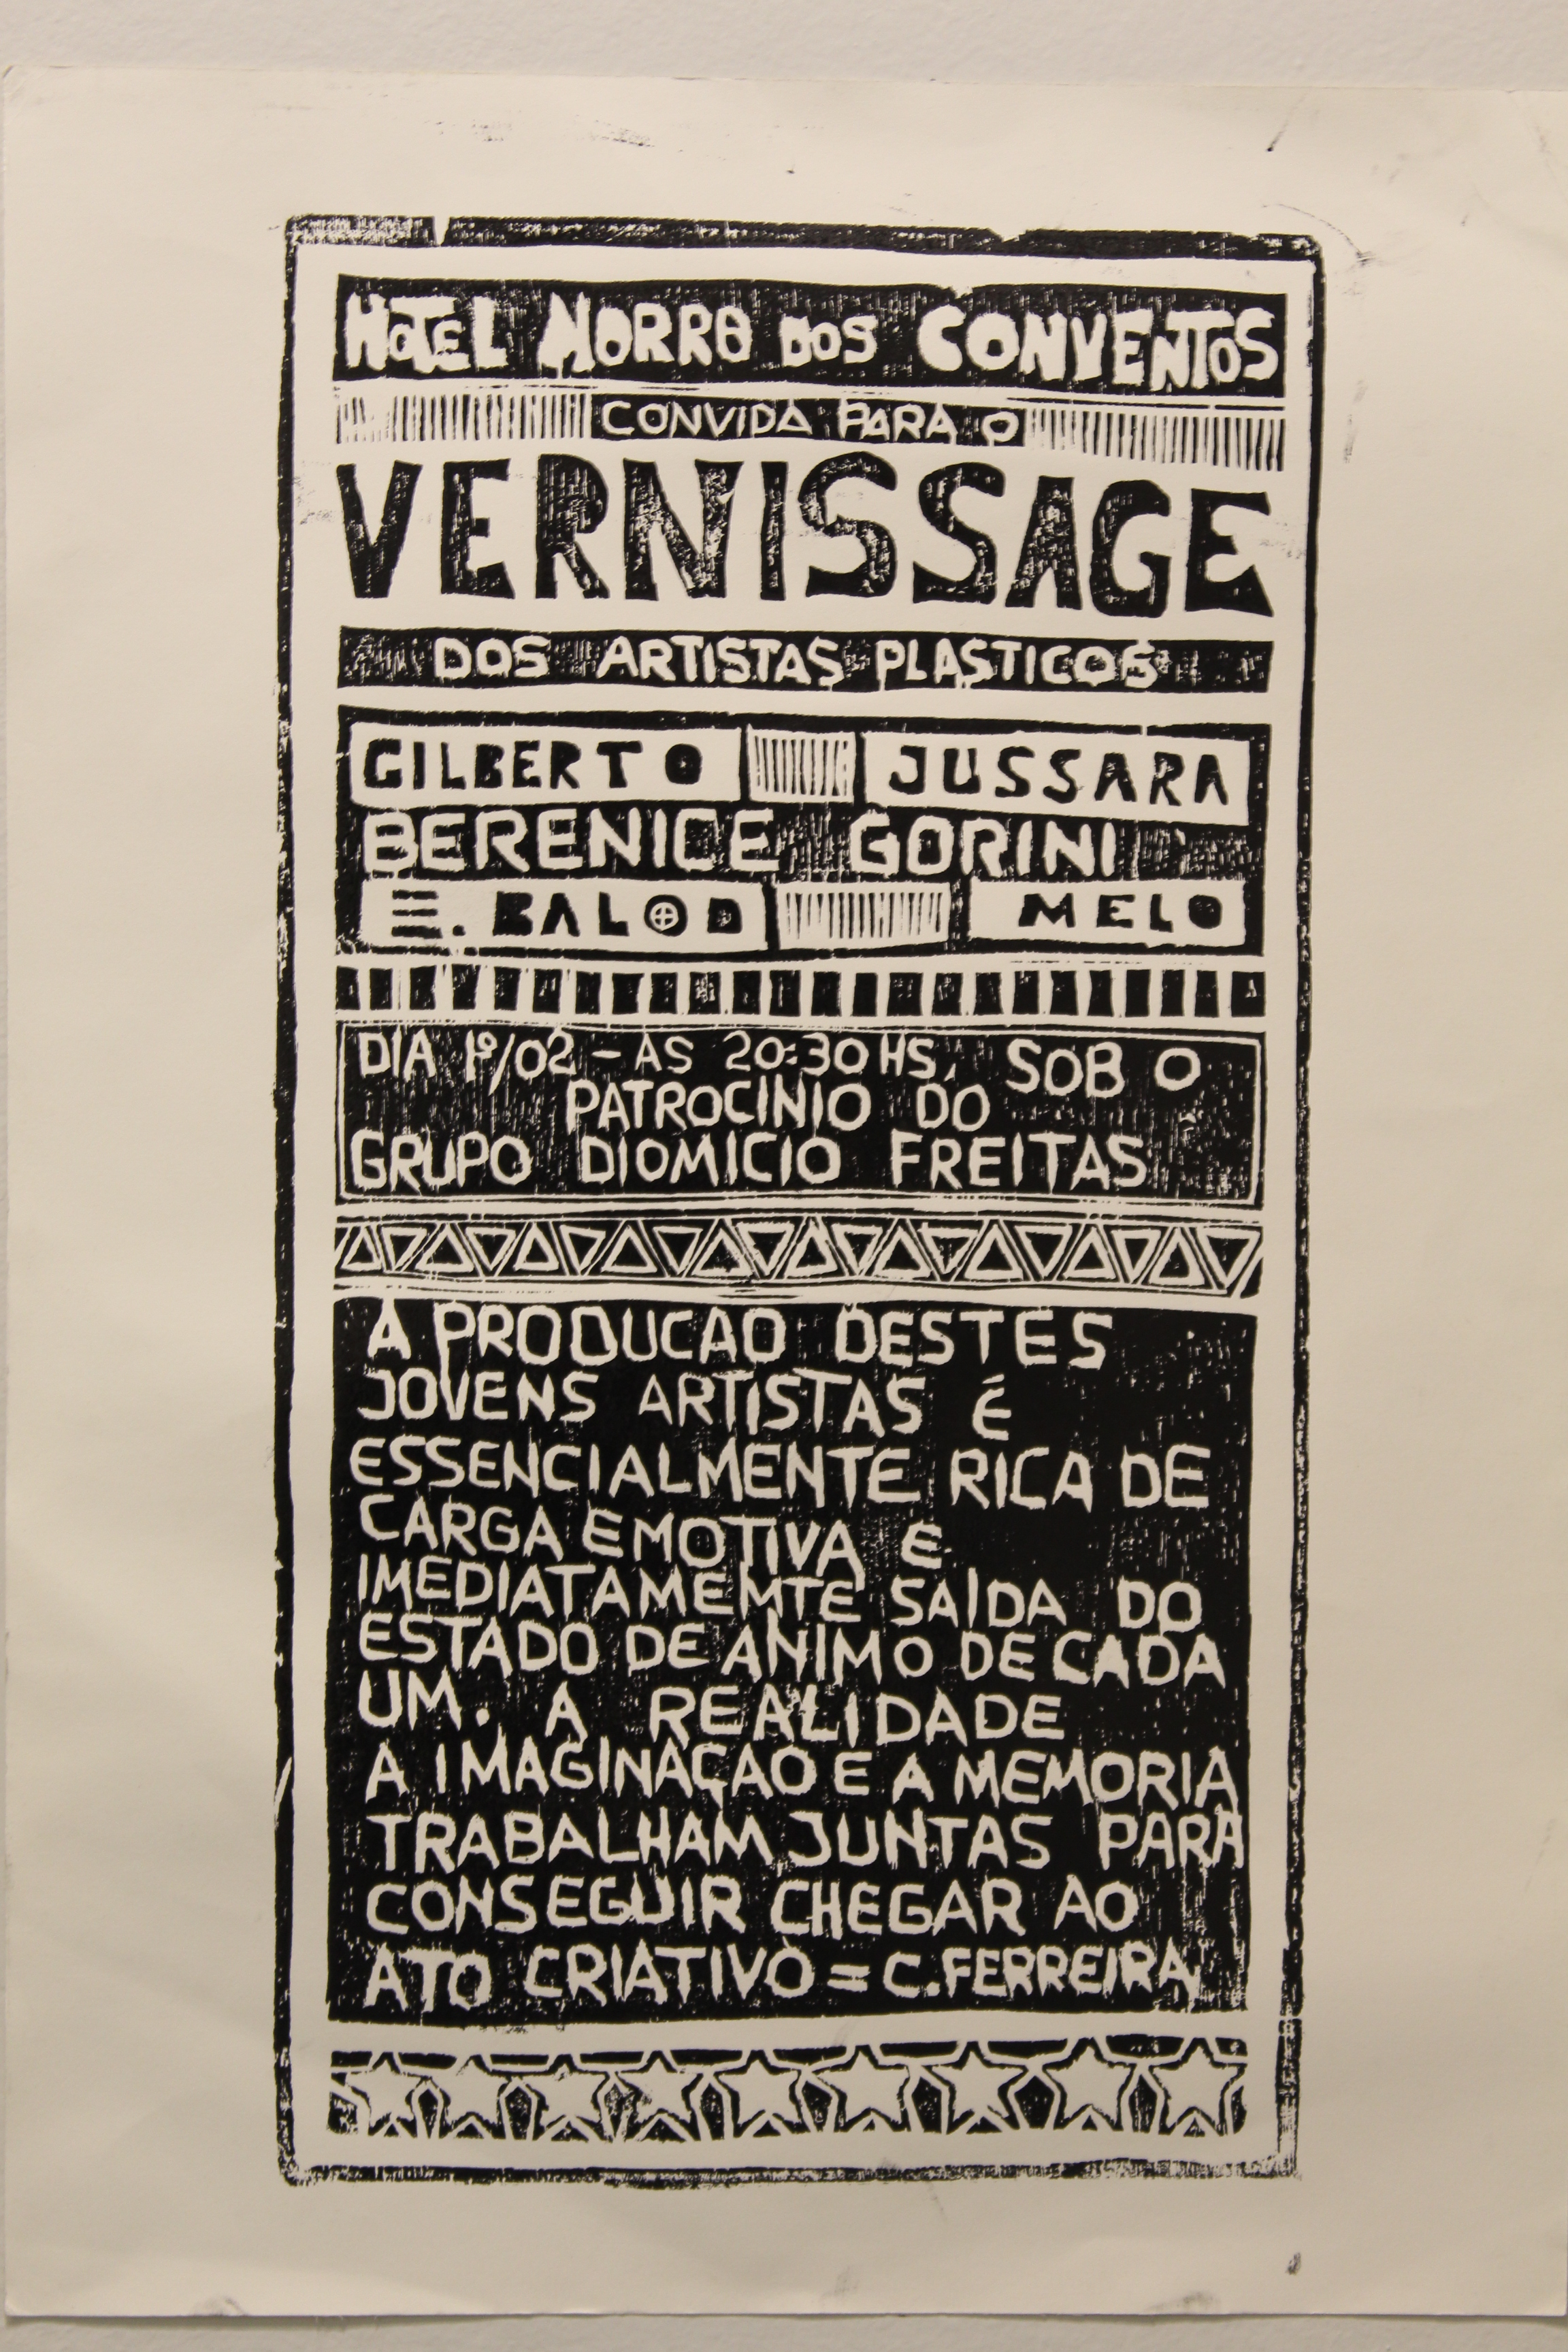 HOTEL MORRO DOS CONVENTOS
CONVIDA PARA O
VERNISSAGE
DOS ARTISTAS PLASTICOS
GILBERTO JUSSARA
BERENICE GORINI
E. BALOD MELO
DIA 1º/02 - AS 20:30 HS, SOB O
PATROCINIO DO
GRUPO DIOMICIO FREITAS
A PRODUCAO DESTES
JOVENS ARTISTAS É
ESSENCIALMENTE RICA DE
CARGA EMOTIVA E
IMEDIATAMEMTE SAIDA DO
ESTADO DE ANIMO DE CADA
UM. A REALIDADE
A IMAGINAÇAO E A MEMORIA
TRABALHAM JUNTAS PARA
CONSEGUIR CHEGAR AO
ATO CRIATIVO = C.FERREIRA